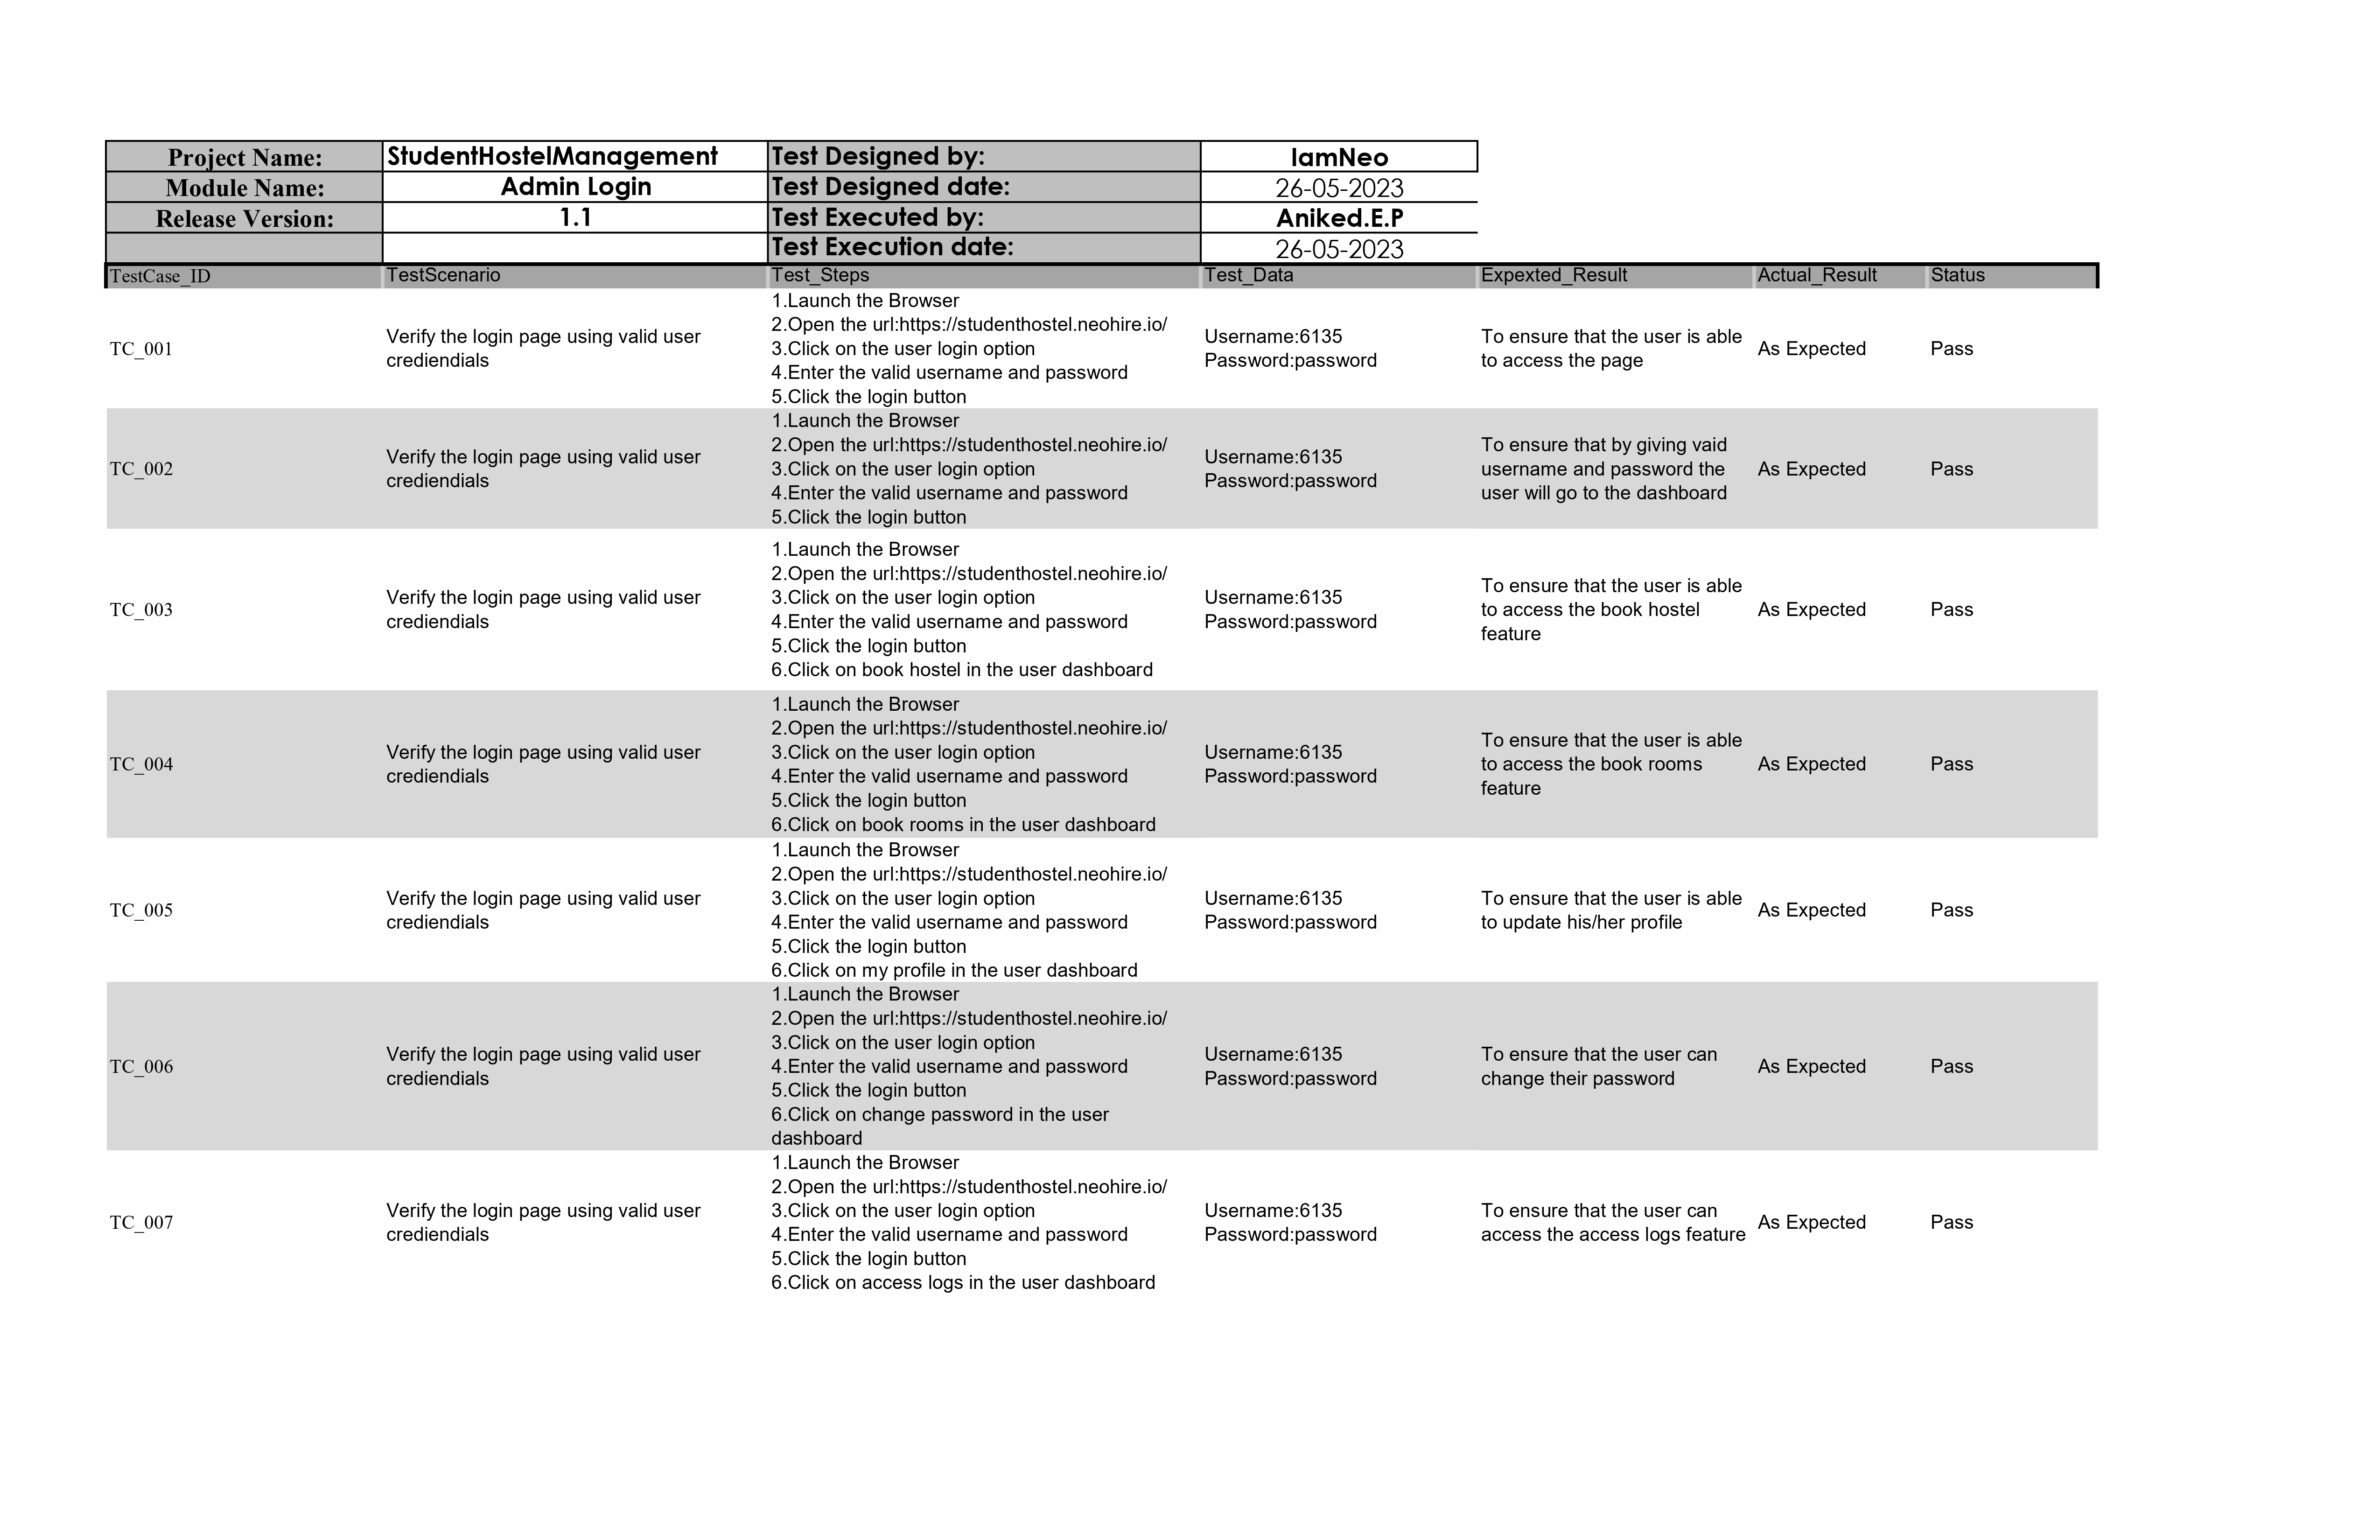 Project Name: StudentHostelManagement Test Designed by: IamNeo
Module Name: Admin Login Test Designed date: 26-05-2023
Release Version: 1.1 Test Executed by: Aniked.E.P
Test Execution date: 26-05-2023
TestCase_ID TestScenario Test_Steps Test_Data Expexted_Result Actual_Result Status
TC_001
Verify the login page using valid user
crediendials
1.Launch the Browser
2.Open the url:https://studenthostel.neohire.io/
3.Click on the user login option
4.Enter the valid username and password
5.Click the login button
Username:6135
Password:password
To ensure that the user is able
to access the page
As Expected
Pass
TC_002
Verify the login page using valid user
crediendials
1.Launch the Browser
2.Open the url:https://studenthostel.neohire.io/
3.Click on the user login option
4.Enter the valid username and password
5.Click the login button
Username:6135
Password:password
To ensure that by giving vaid
username and password the
user will go to the dashboard
As Expected
Pass
TC_003
Verify the login page using valid user
crediendials
1.Launch the Browser
2.Open the url:https://studenthostel.neohire.io/
3.Click on the user login option
4.Enter the valid username and password
5.Click the login button
6.Click on book hostel in the user dashboard
Username:6135
Password:password
To ensure that the user is able
to access the book hostel
feature
As Expected
Pass
TC_004
Verify the login page using valid user
crediendials
1.Launch the Browser
2.Open the url:https://studenthostel.neohire.io/
3.Click on the user login option
4.Enter the valid username and password
5.Click the login button
6.Click on book rooms in the user dashboard
Username:6135
Password:password
To ensure that the user is able
to access the book rooms
feature
As Expected
Pass
TC_005
Verify the login page using valid user
crediendials
1.Launch the Browser
2.Open the url:https://studenthostel.neohire.io/
3.Click on the user login option
4.Enter the valid username and password
5.Click the login button
6.Click on my profile in the user dashboard
Username:6135
Password:password
To ensure that the user is able
to update his/her profile
As Expected
Pass
TC_006
Verify the login page using valid user
crediendials
1.Launch the Browser
2.Open the url:https://studenthostel.neohire.io/
3.Click on the user login option
4.Enter the valid username and password
5.Click the login button
6.Click on change password in the user
dashboard
Username:6135
Password:password
To ensure that the user can
change their password
As Expected
Pass
TC_007
Verify the login page using valid user
crediendials
1.Launch the Browser
2.Open the url:https://studenthostel.neohire.io/
3.Click on the user login option
4.Enter the valid username and password
5.Click the login button
6.Click on access logs in the user dashboard
Username:6135
Password:password
To ensure that the user can
access the access logs feature
As Expected
Pass